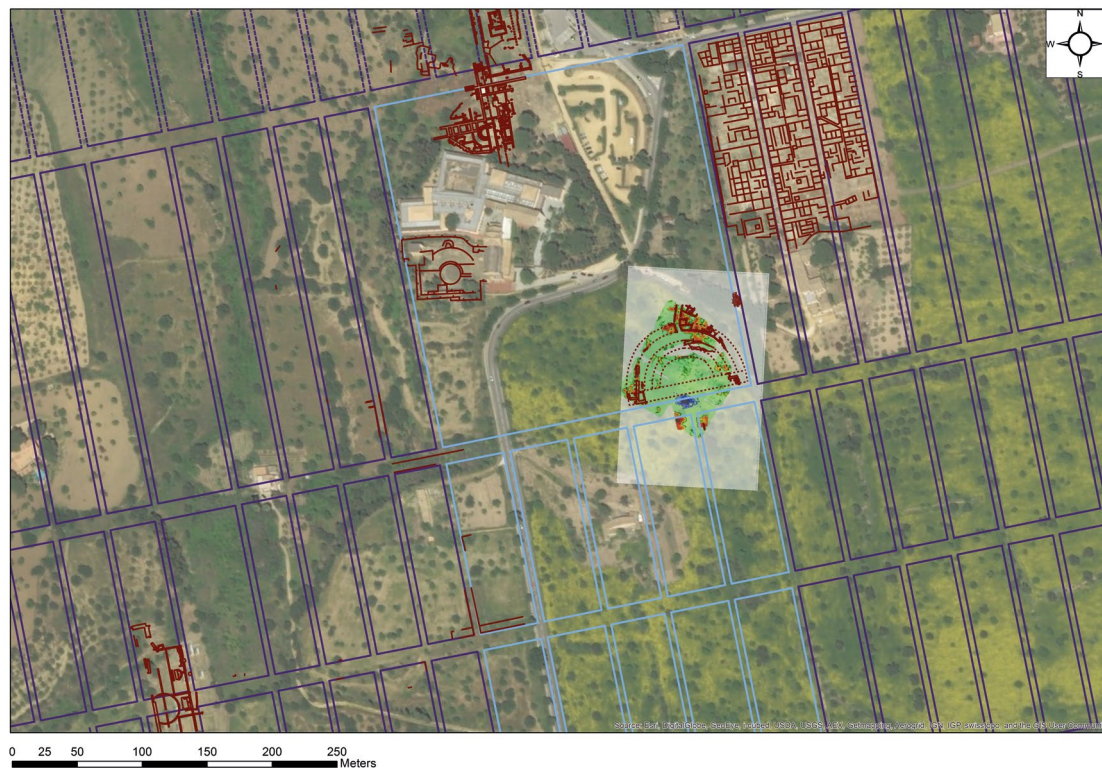 N
W
S
Source: Esri, DigitalGlobe, GeoEye, i-cubed, USDA, USGS, AEX, Getmapping, Aerogrid, IGN, IGP, swisstopo, and the GIS User Communit
0 25 50 100 150 200 250
Meters